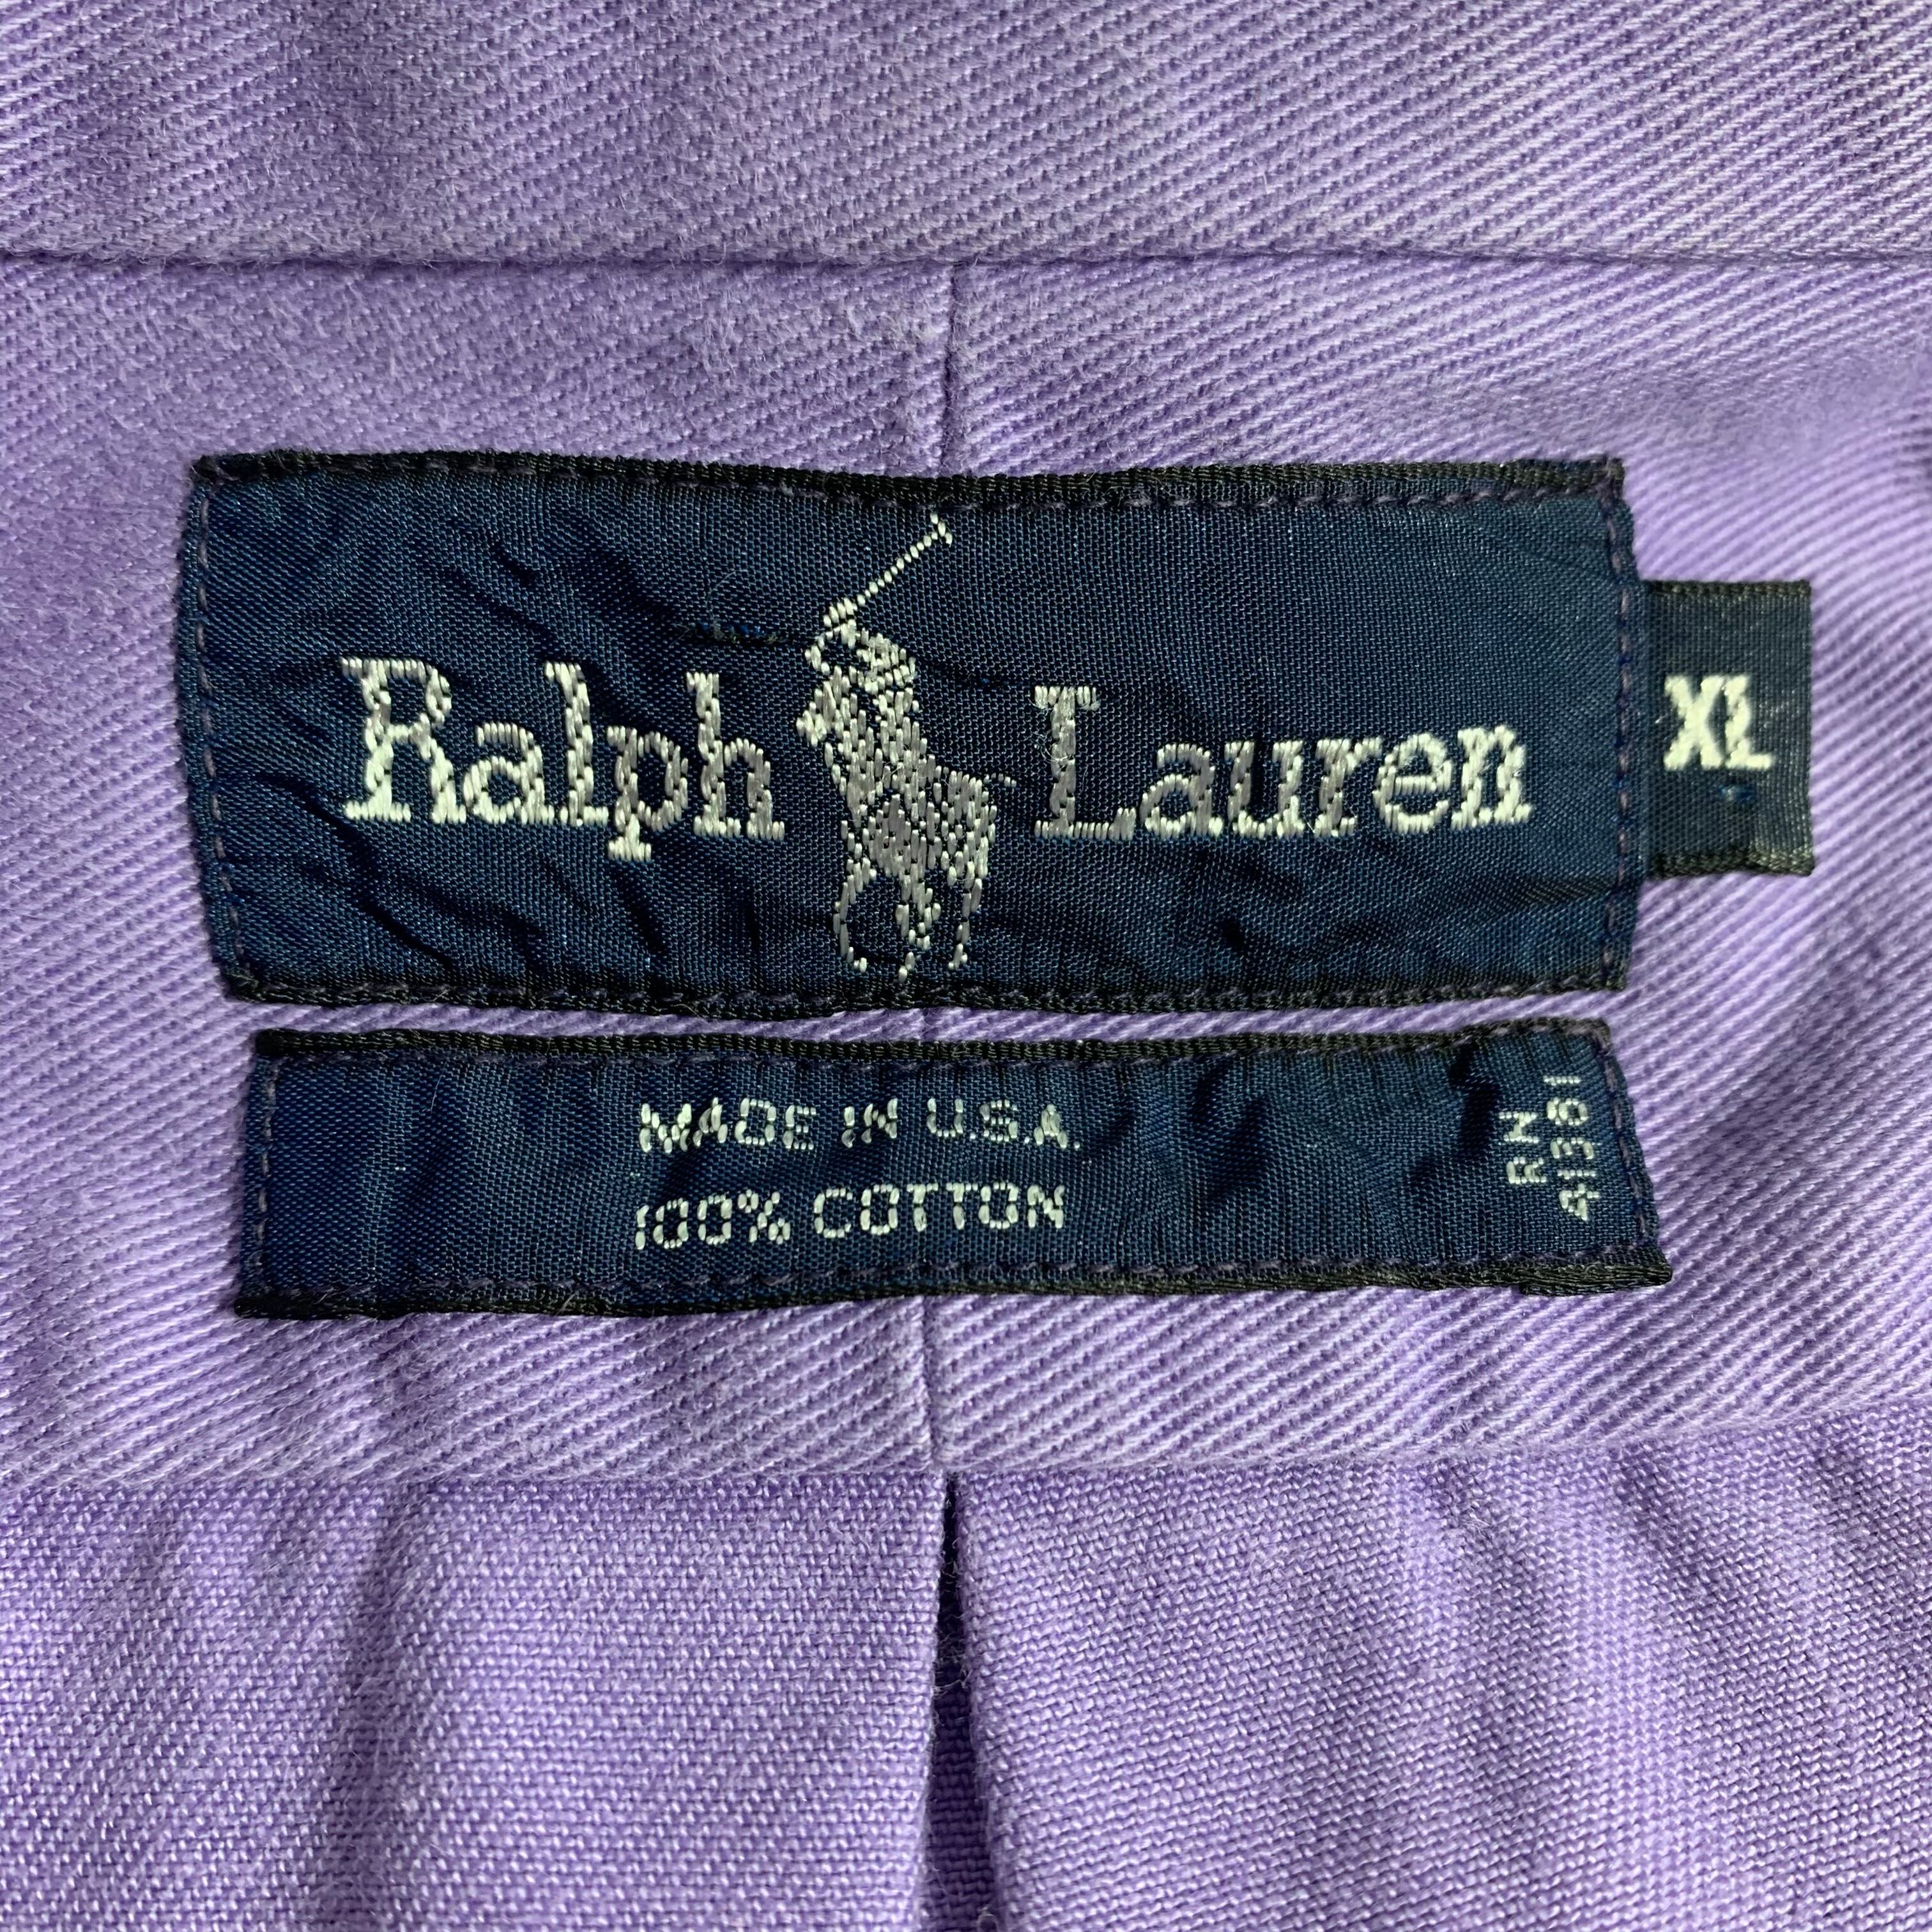 Ralph Lauren
XL
MADE IN U.S.A.
100% COTTON
RN
41381